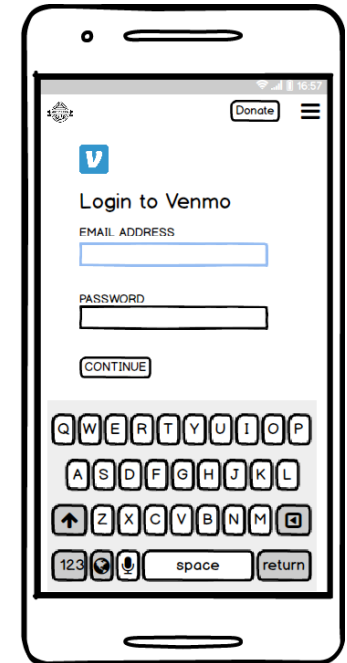 16:57
Donate
V
Login to Venmo
EMAIL ADDRESS
PASSWORD
CONTINUE
Q W E R T Y U I O P
A S D F G H J K L
Z X C V B N M
123 space return